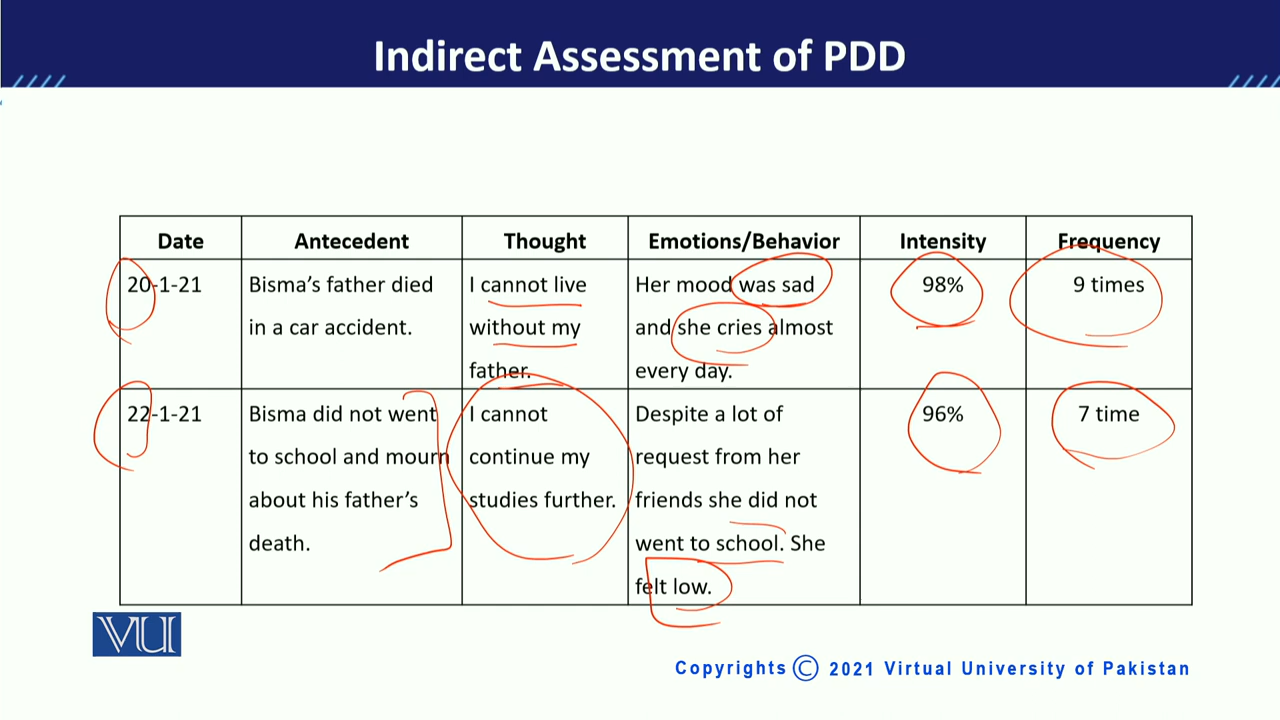 Indirect Assessment of PDD
Date Antecedent Thought Emotions/Behavior Intensity Frequency
20-1-21 Bisma’s father died I cannot live Her mood was sad 98% 9 times
in a car accident. without my and she cries almost
father. every day.
22-1-21 Bisma did not went I cannot Despite a lot of 96% 7 time
to school and mourn continue my request from her
about his father’s studies further. friends she did not
death. went to school. She
felt low.
VU
Copyrights © 2021 Virtual University of Pakistan